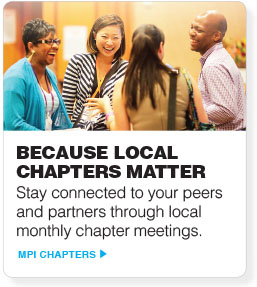 BECAUSE LOCAL
CHAPTERS MATTER
Stay connected to your peers
and partners through local
monthly chapter meetings.
MPI CHAPTERS